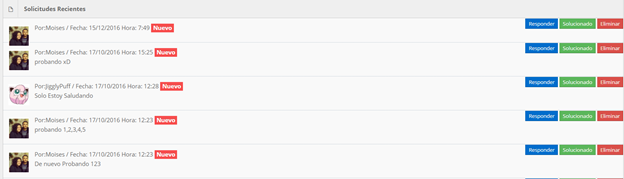 Solicitudes Recientes
Por:Moises / Fecha: 15/12/2016 Hora: 7:49 Nuevo
Responder Solucionado Eliminar
Por:Moises / Fecha: 17/10/2016 Hora: 15:25 Nuevo
Responder Solucionado Eliminar
probando xD
Por:JigglyPuff / Fecha: 17/10/2016 Hora: 12:28 Nuevo
Responder Solucionado Eliminar
Solo Estoy Saludando
Por:Moises / Fecha: 17/10/2016 Hora: 12:23 Nuevo
Responder Solucionado Eliminar
probando 1,2,3,4,5
Por:Moises / Fecha: 17/10/2016 Hora: 12:23 Nuevo
Responder Solucionado Eliminar
De nuevo Probando 123